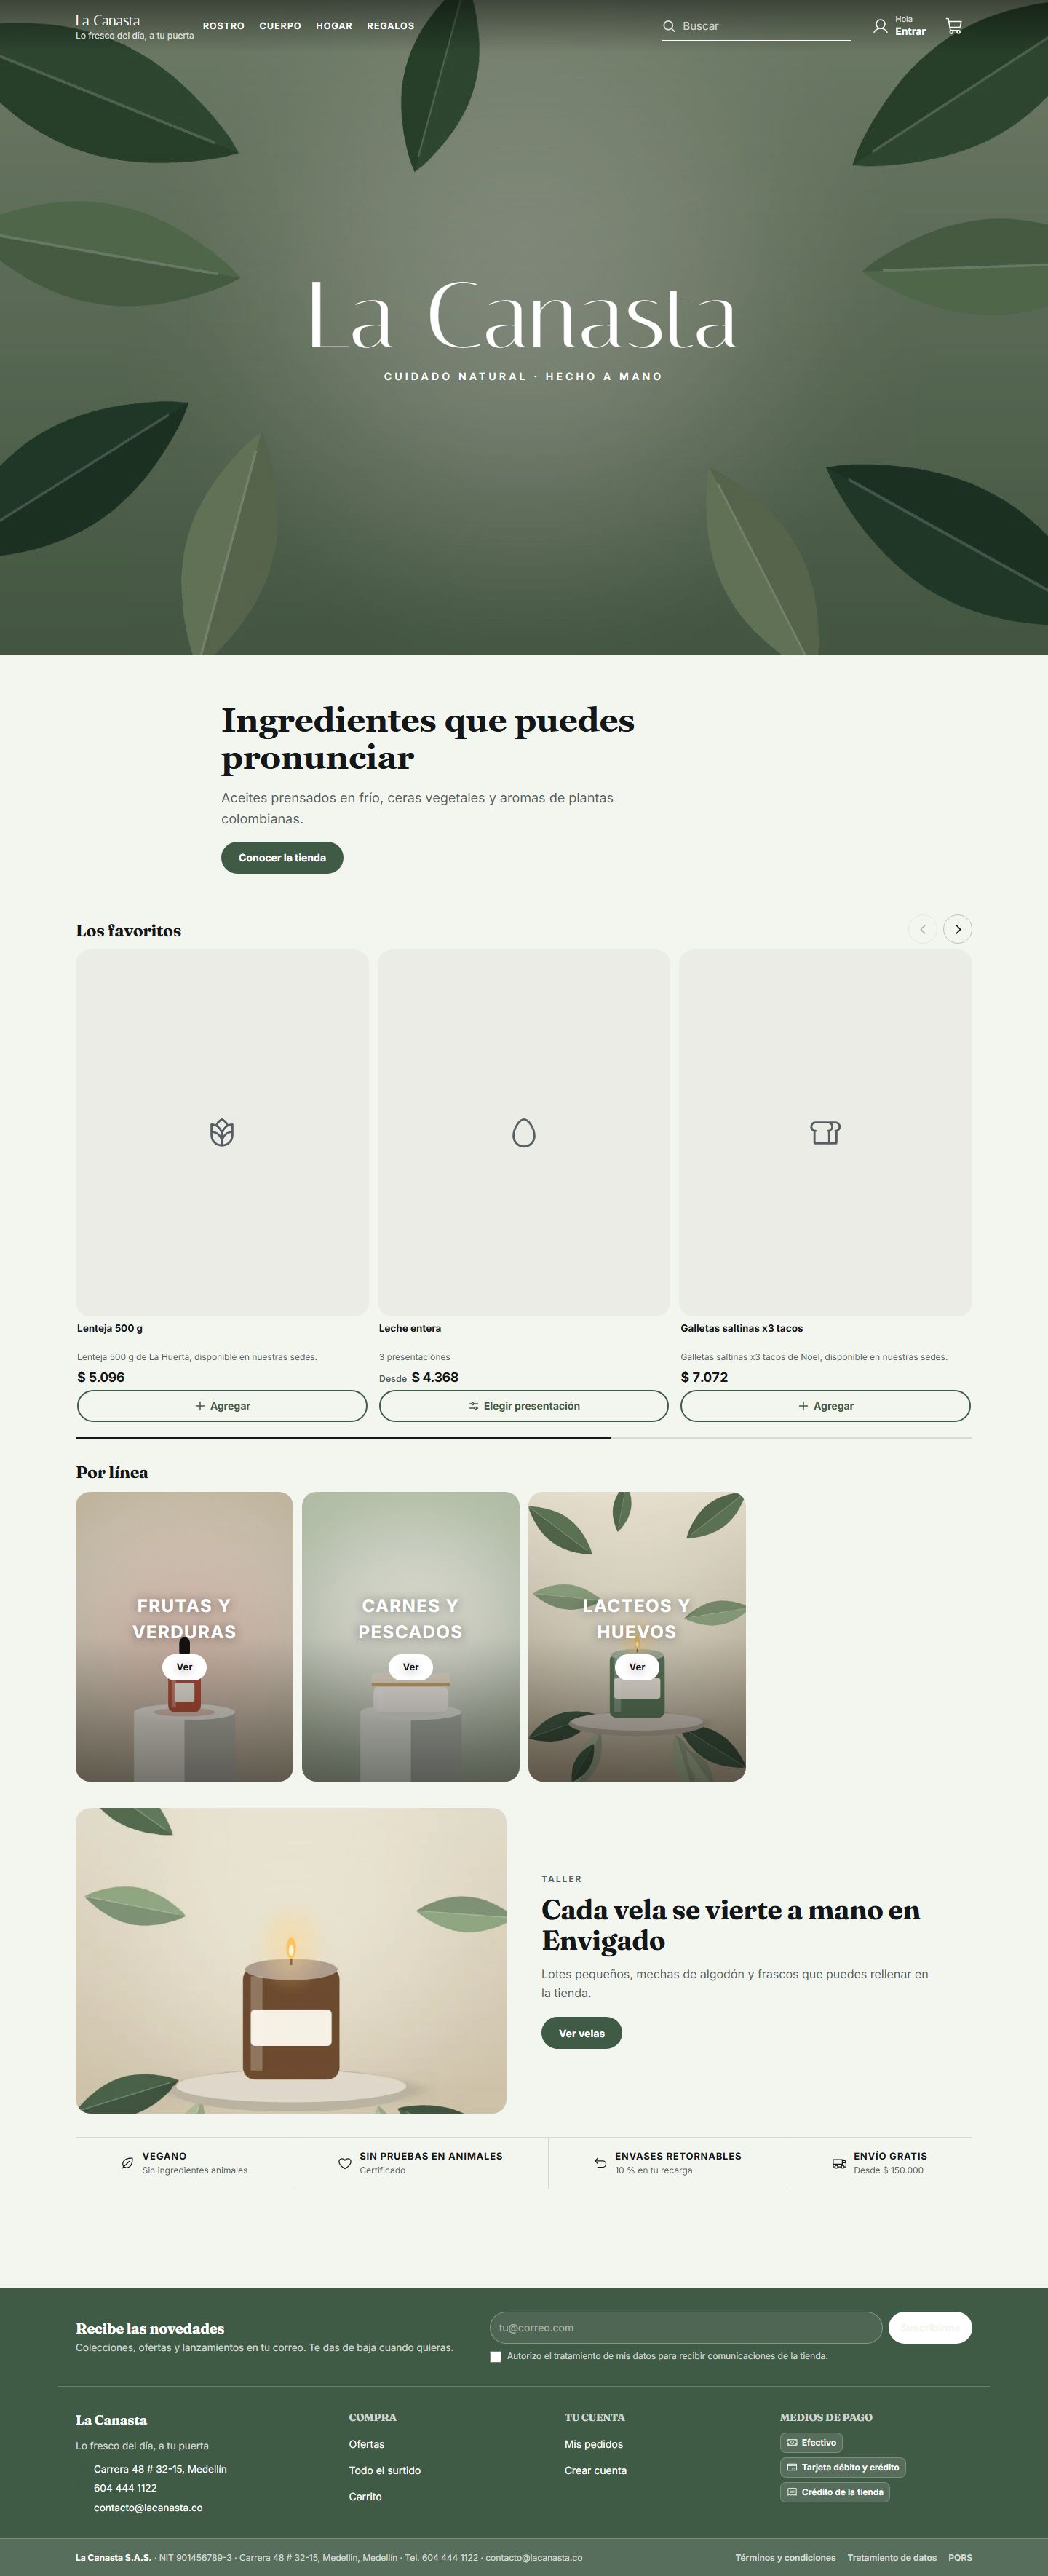 La Canasta
Lo fresco del día, a tu puerta
ROSTRO CUERPO HOGAR REGALOS
Buscar
Hola
Entrar
La Canasta
CUIDADO NATURAL · HECHO A MANO
Ingredientes que puedes
pronunciar
Aceites prensados en frío, ceras vegetales y aromas de plantas
colombianas.
Conocer la tienda
Los favoritos
Lenteja 500 g
Lenteja 500 g de La Huerta, disponible en nuestras sedes.
$ 5.096
Agregar
Leche entera
3 presentaciónes
Desde $ 4.368
Elegir presentación
Galletas saltinas x3 tacos
Galletas saltinas x3 tacos de Noel, disponible en nuestras sedes.
$ 7.072
Agregar
Por línea
FRUTAS Y
VERDURAS
Ver
CARNES Y
PESCADOS
Ver
LACTEOS Y
HUEVOS
Ver
TALLER
Cada vela se vierte a mano en
Envigado
Lotes pequeños, mechas de algodón y frascos que puedes rellenar en
la tienda.
Ver velas
VEGANO
Sin ingredientes animales
SIN PRUEBAS EN ANIMALES
Certificado
ENVASES RETORNABLES
10 % en tu recarga
ENVÍO GRATIS
Desde $ 150.000
Recibe las novedades
Colecciones, ofertas y lanzamientos en tu correo. Te das de baja cuando quieras.
tu@correo.com
Suscribirme
Autorizo el tratamiento de mis datos para recibir comunicaciones de la tienda.
La Canasta
Lo fresco del día, a tu puerta
Carrera 48 # 32-15, Medellín
604 444 1122
contacto@lacanasta.co
COMPRA
Ofertas
Todo el surtido
Carrito
TU CUENTA
Mis pedidos
Crear cuenta
MEDIOS DE PAGO
Efectivo
Tarjeta débito y crédito
Crédito de la tienda
La Canasta S.A.S. · NIT 901456789-3 · Carrera 48 # 32-15, Medellín, Medellín · Tel. 604 444 1122 · contacto@lacanasta.co
Términos y condiciones Tratamiento de datos PQRS